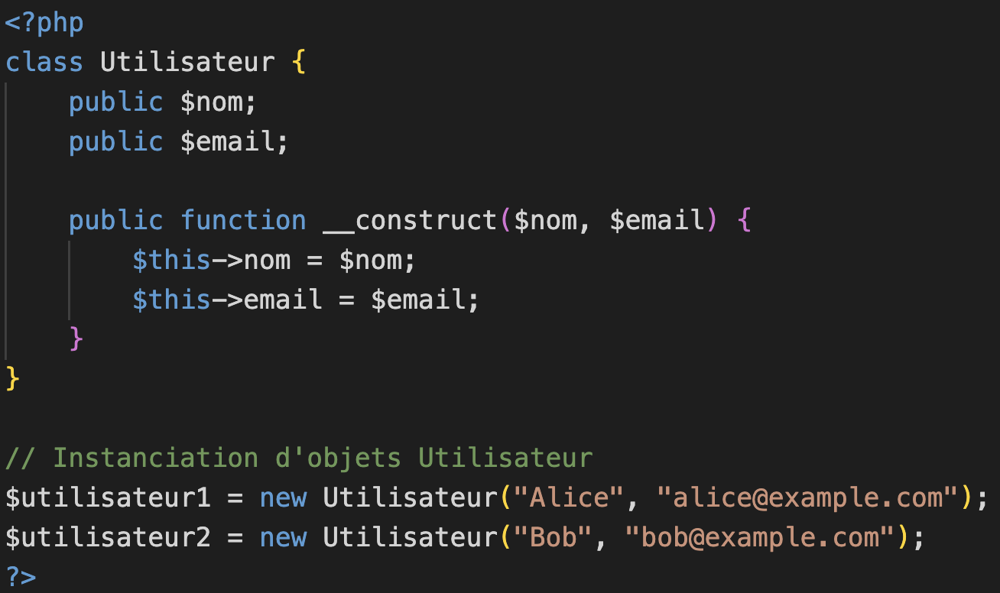 <?php
class Utilisateur {
    public $nom;
    public $email;

    public function __construct($nom, $email) {
        $this->nom = $nom;
        $this->email = $email;
    }
}

// Instanciation d'objets Utilisateur
$utilisateur1 = new Utilisateur("Alice", "alice@example.com");
$utilisateur2 = new Utilisateur("Bob", "bob@example.com");
?>